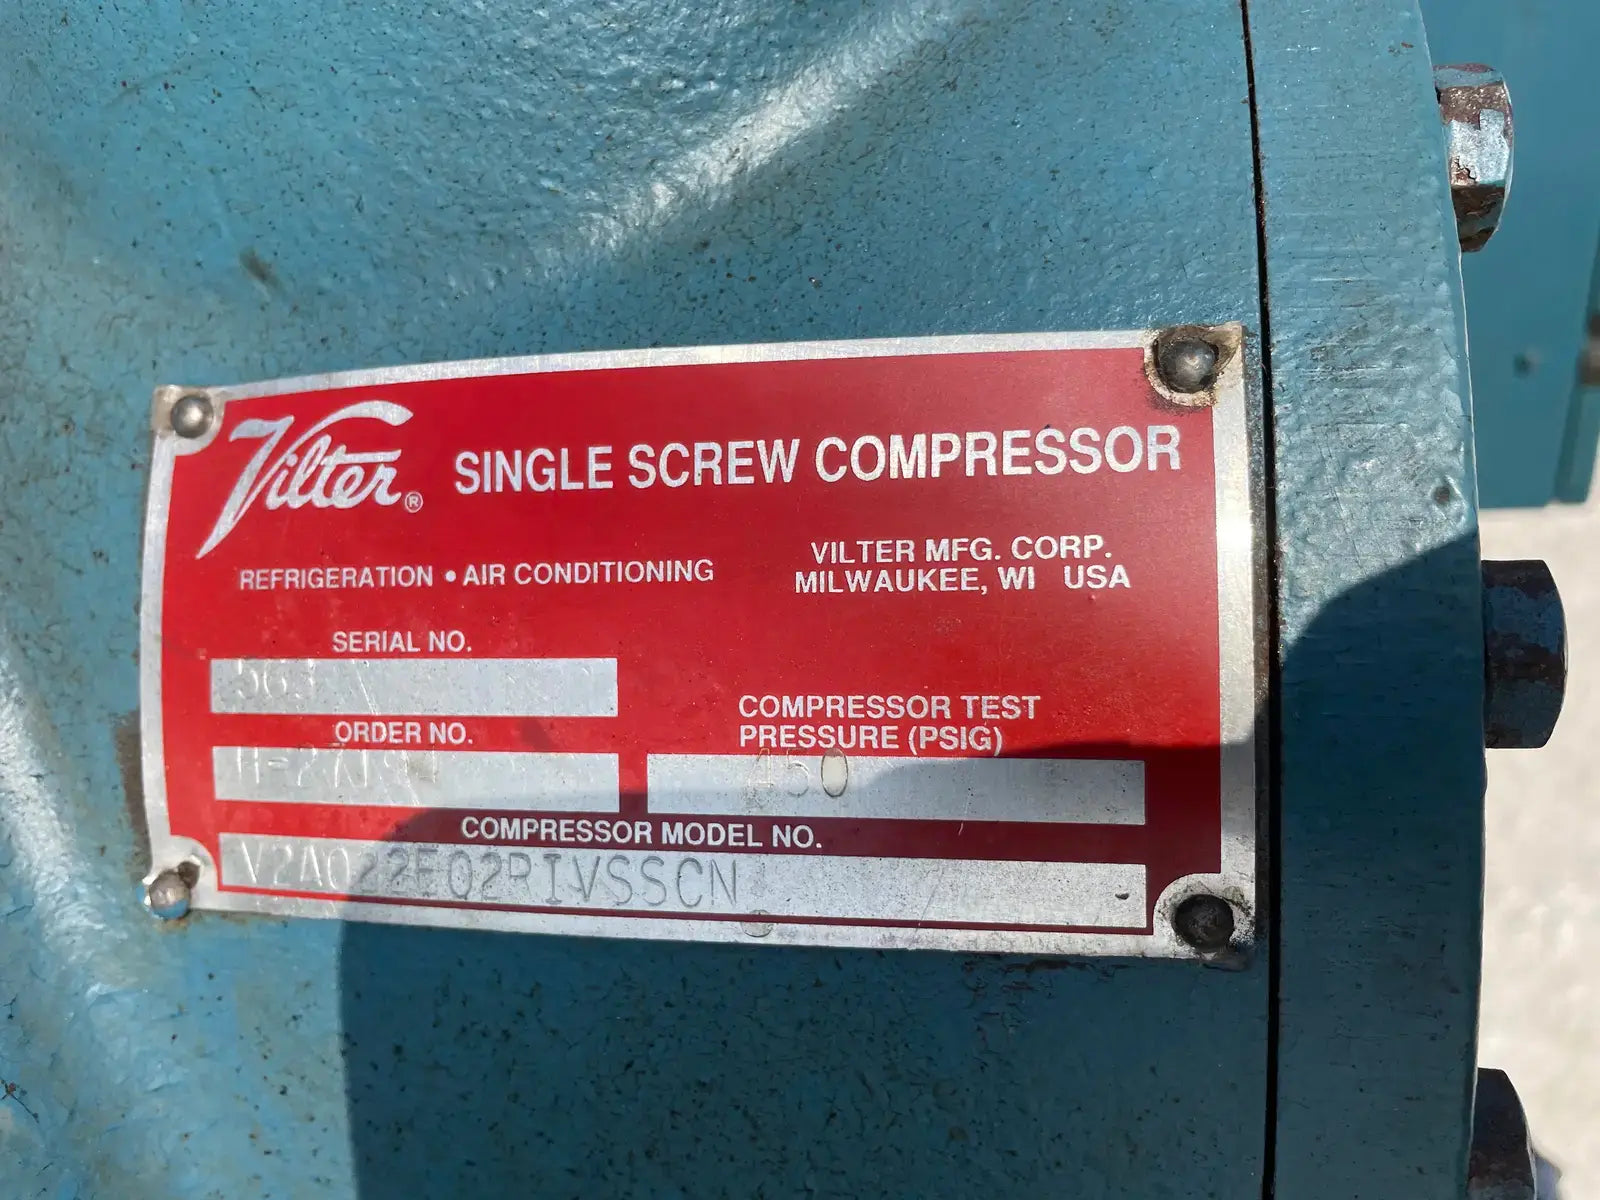 Vilter® SINGLE SCREW COMPRESSOR
REFRIGERATION • AIR CONDITIONING
VILTER MFG. CORP.
MILWAUKEE, WI USA
SERIAL NO.
ORDER NO.
COMPRESSOR TEST
PRESSURE (PSIG)
450
COMPRESSOR MODEL NO.